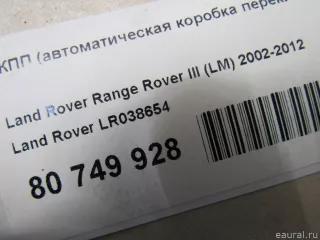 КПП (автоматическая коробка перек
Land Rover Range Rover III (LM) 2002-2012
Land Rover LR038654
80 749 928
eaural.ru